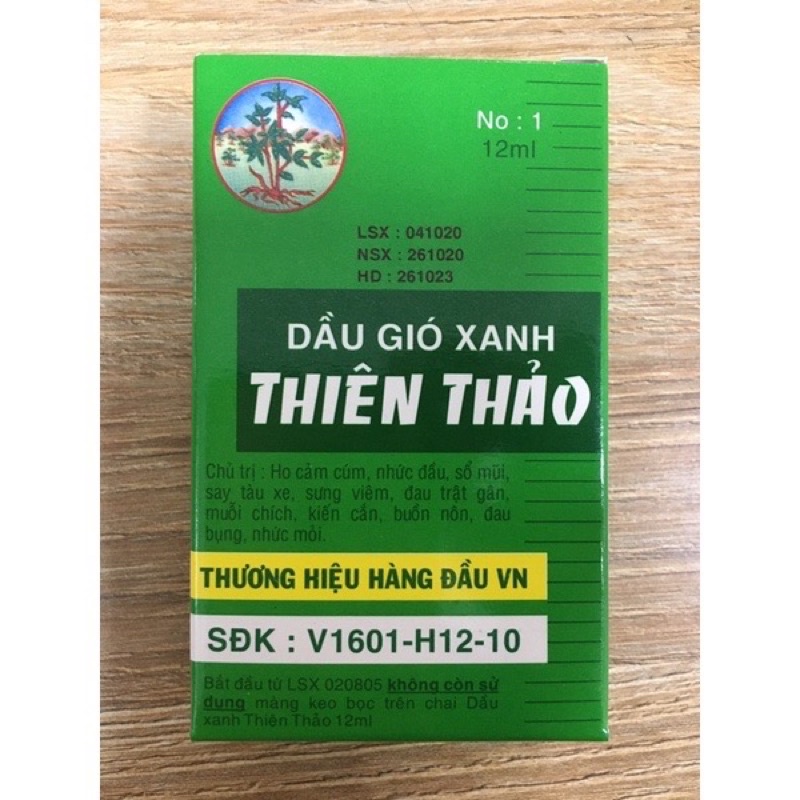 No : 1
12ml
LSX : 041020
NSX : 261020
HD : 261023
DẦU GIÓ XANH
THIÊN THẢO
Chủ trị : Ho cảm cúm, nhức đầu, sổ mũi,
say tàu xe, sưng viêm, đau trật gân,
muỗi chích, kiến cắn, buồn nôn, đau
bụng, nhức mỏi.
THƯƠNG HIỆU HÀNG ĐẦU VN
SĐK : V1601-H12-10
Bắt đầu từ LSX 020805 không còn sử
dụng màng keo bọc trên chai Dầu
xanh Thiên Thảo 12ml